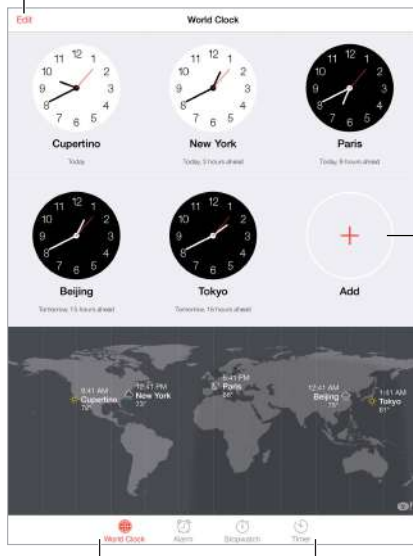 Edit
World Clock
Cupertino
New York
Paris
Today
Today, 3 hours ahead
Today, 9 hours ahead
Beijing
Tokyo
Add
Tomorrow, 15 hours ahead
Tomorrow, 16 hours ahead
9:41 AM
Cupertino
12:41 PM
New York
6:41 PM
Paris
12:41 AM
Beijing
1:41 AM
Tokyo
World Clock
Alarm
Stopwatch
Timer